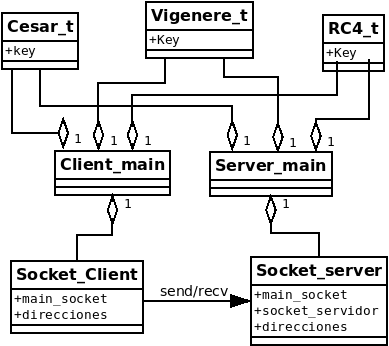 Cesar_t
+key
Vigenere_t
+Key
RC4_t
+Key
1
1
1
1
1
1
Client_main
Server_main
1
1
Socket_Client
+main_socket
+direcciones
send/recv
Socket_server
+main_socket
+socket_servidor
+direcciones